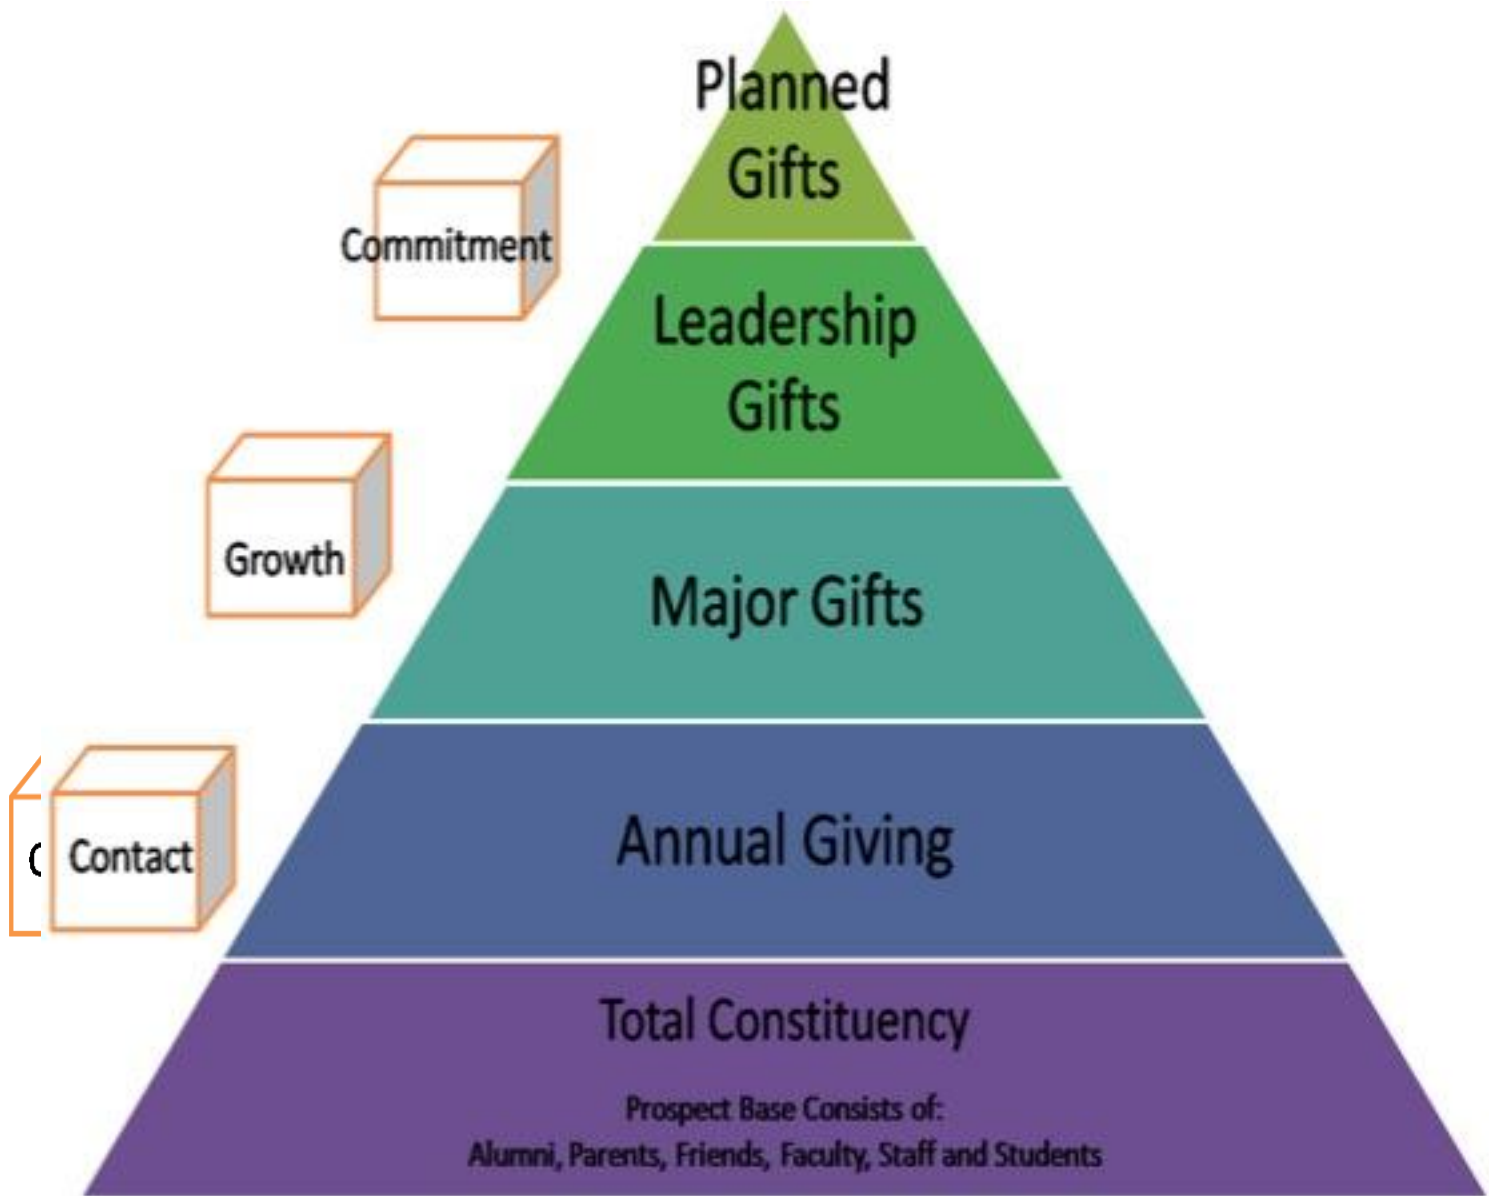 Planned
Gifts
Commitment
Leadership
Gifts
Growth
Major Gifts
Annual Giving
Contact
Total Constituency
Prospect Base Consists of:
Alumni, Parents, Friends, Faculty, Staff and Students